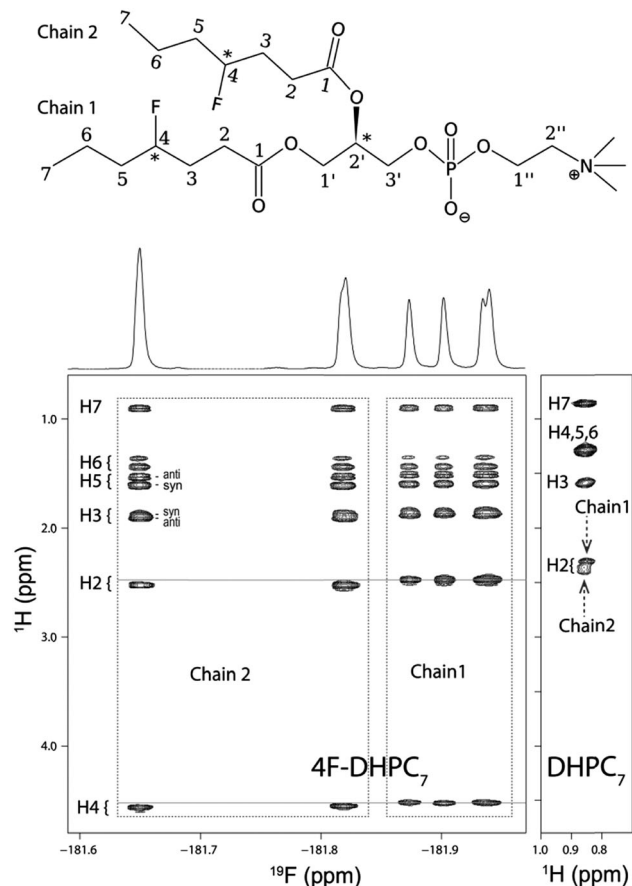 7
Chain 2
5
3
O
6
*
4
1
F
2
O
Chain 1
F
O
6
4
2
1
O
*
O
P
O
2''
N
⊕
7
5
*
3
O
1'
2'
3'
O
⊖
1''
H7
H6 {
H5 {
anti
syn
H3 {
syn
anti
H2 {
Chain 2
Chain1
4F-DHPC7
H4 {
1.0
2.0
3.0
4.0
1H (ppm)
−181.6
−181.7
−181.8
−181.9
19F (ppm)
H7
H4,5,6
H3
Chain1
H2{
Chain2
DHPC7
1.0 0.9 0.8
1H (ppm)